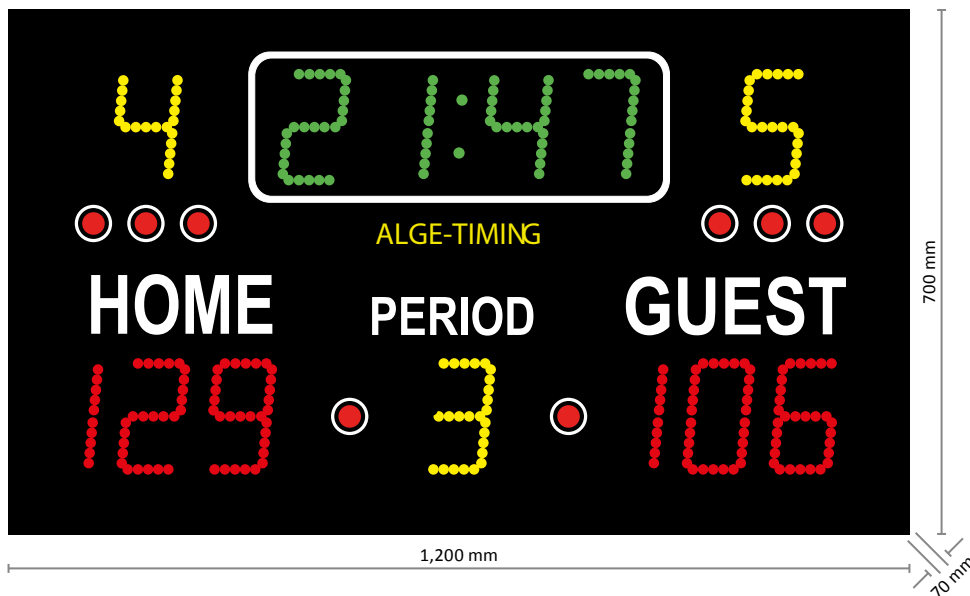 4 21:47 5
ALGE-TIMING
HOME PERIOD GUEST
129 3 106
700 mm
1,200 mm
70 mm